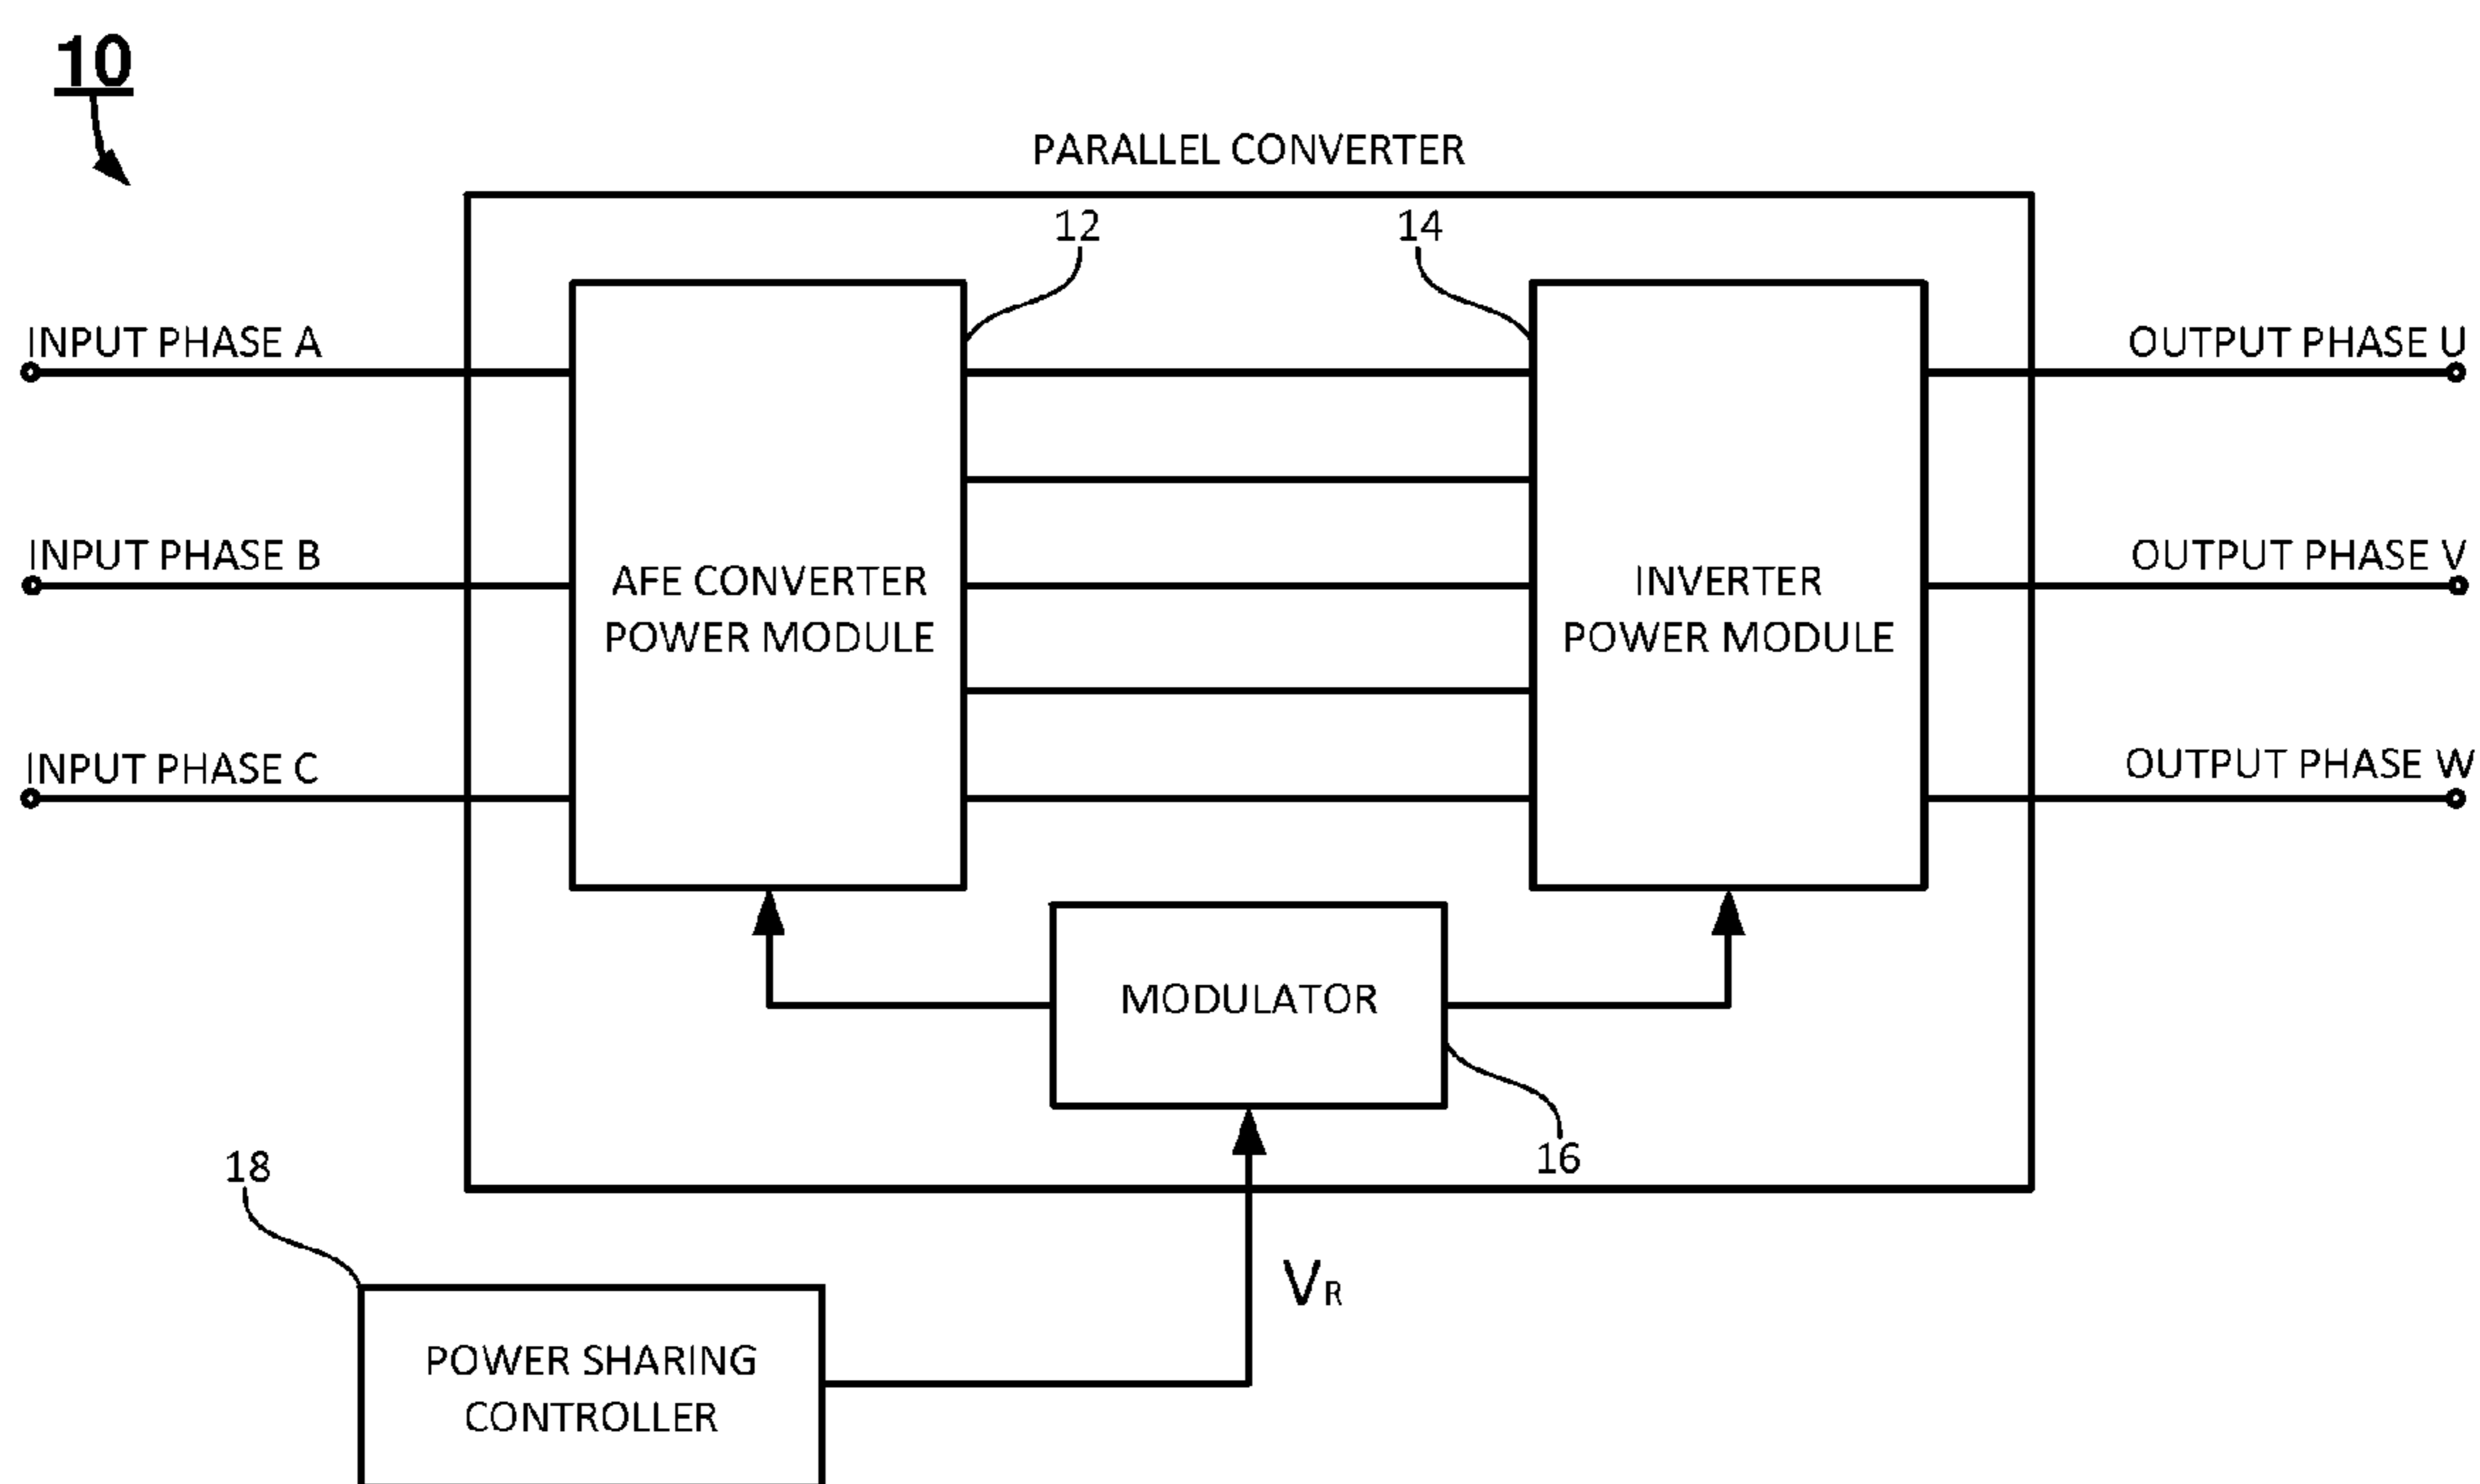 10
PARALLEL CONVERTER
12
14
INPUT PHASE A
OUTPUT PHASE U
INPUT PHASE B
OUTPUT PHASE V
AFE CONVERTER
POWER MODULE
INVERTER
POWER MODULE
INPUT PHASE C
OUTPUT PHASE W
MODULATOR
16
18
VR
POWER SHARING
CONTROLLER